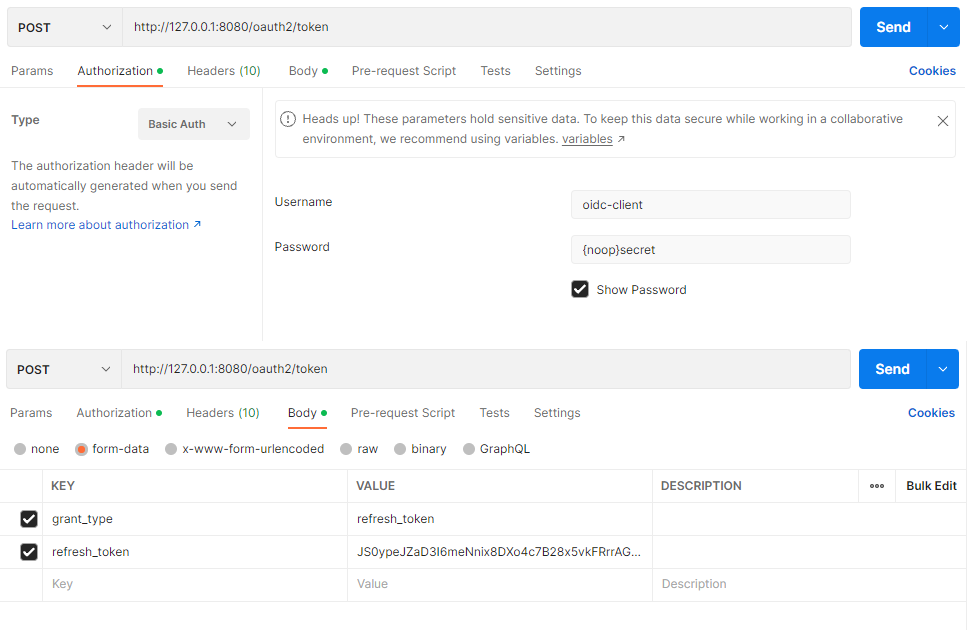 POST http://127.0.0.1:8080/oauth2/token Send
Params Authorization Headers (10) Body Pre-request Script Tests Settings Cookies
Type Basic Auth
The authorization header will be
automatically generated when you send
the request.
Learn more about authorization ↗
Heads up! These parameters hold sensitive data. To keep this data secure while working in a collaborative
environment, we recommend using variables. variables ↗
Username oidc-client
Password {noop}secret
Show Password
POST http://127.0.0.1:8080/oauth2/token Send
Params Authorization Headers (10) Body Pre-request Script Tests Settings Cookies
none form-data x-www-form-urlencoded raw binary GraphQL
KEY VALUE DESCRIPTION ooo Bulk Edit
grant_type refresh_token
refresh_token JS0ypeJZaD3I6meNnix8DXo4c7B28x5vkFRrrAG...
Key Value Description